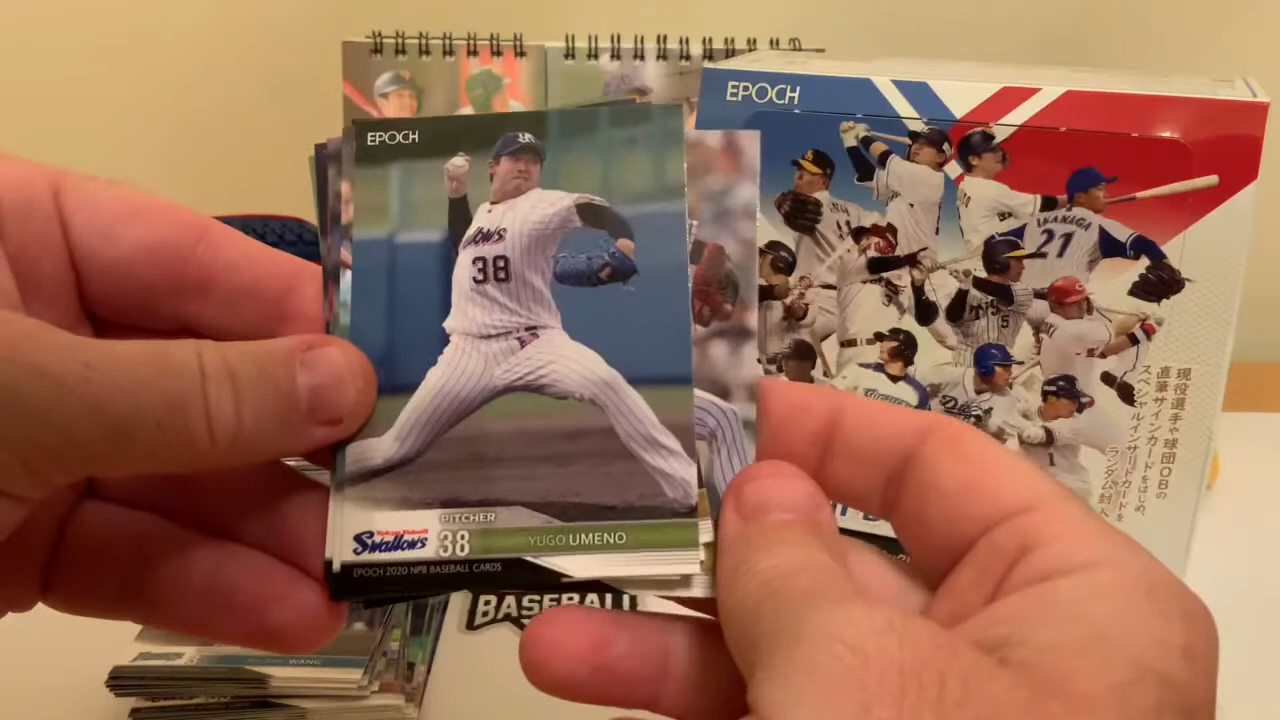 EPOCH
38
PITCHER
Swallows 38 YUGO UMENO
EPOCH 2020 NPB BASEBALL CARDS
EPOCH
21
5
1
現役選手や球団OBの
直筆サインカードをはじめ、
スペシャルインサートカードを
ランダム封入
BASEBALL
WANG